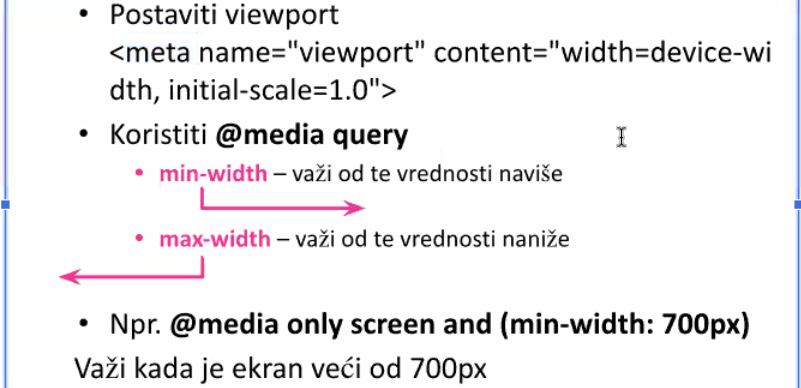 • Postaviti viewport
<meta name="viewport" content="width=device-wi
dth, initial-scale=1.0">
• Koristiti @media query
• min-width – važi od te vrednosti naviše
• max-width – važi od te vrednosti naniže
• Npr. @media only screen and (min-width: 700px)
Važi kada je ekran veći od 700px